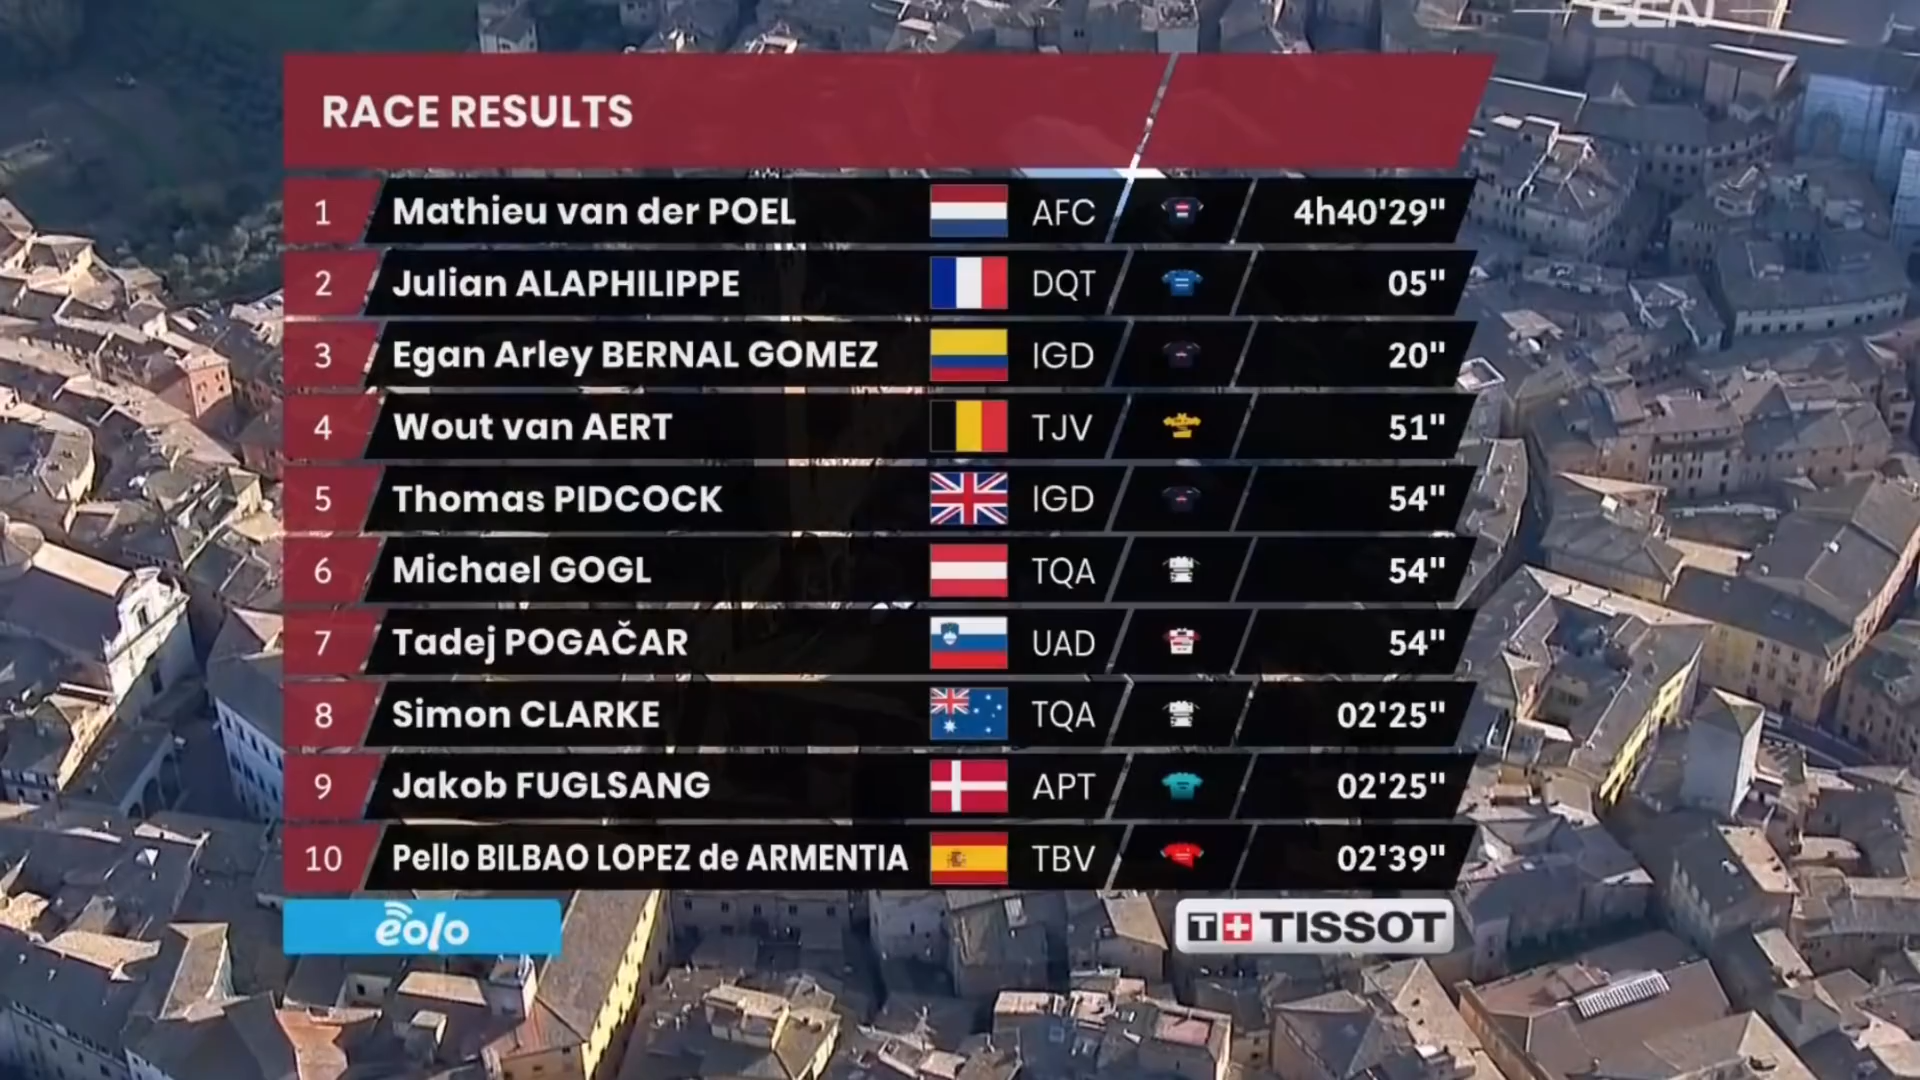 GCN
RACE RESULTS
1 Mathieu van der POEL AFC 4h40'29"
2 Julian ALAPHILIPPE DQT 05"
3 Egan Arley BERNAL GOMEZ IGD 20"
4 Wout van AERT TJV 51"
5 Thomas PIDCOCK IGD 54"
6 Michael GOGL TQA 54"
7 Tadej POGAČAR UAD 54"
8 Simon CLARKE TQA 02'25"
9 Jakob FUGLSANG APT 02'25"
10 Pello BILBAO LOPEZ de ARMENTIA TBV 02'39"
eolo T+ TISSOT